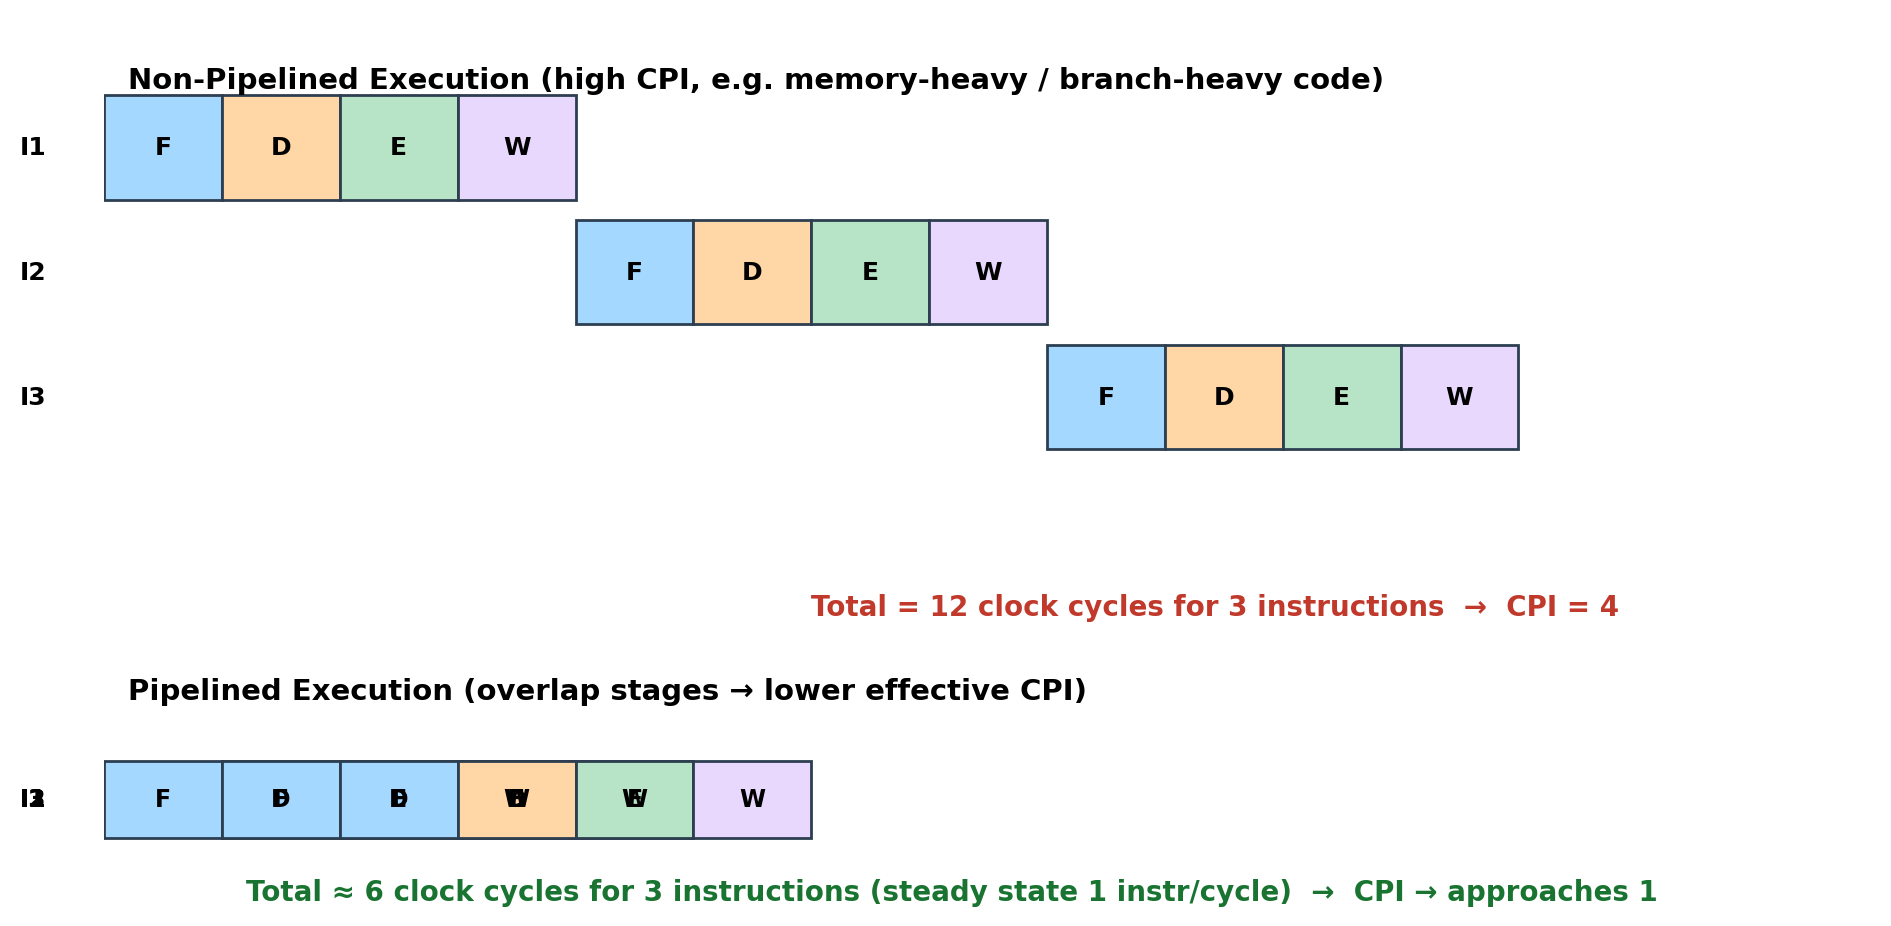 Non-Pipelined Execution (high CPI, e.g. memory-heavy / branch-heavy code)
I1 F D E W
I2 F D E W
I3 F D E W
Total = 12 clock cycles for 3 instructions → CPI = 4
Pipelined Execution (overlap stages → lower effective CPI)
F W
Total ≈ 6 clock cycles for 3 instructions (steady state 1 instr/cycle) → CPI → approaches 1